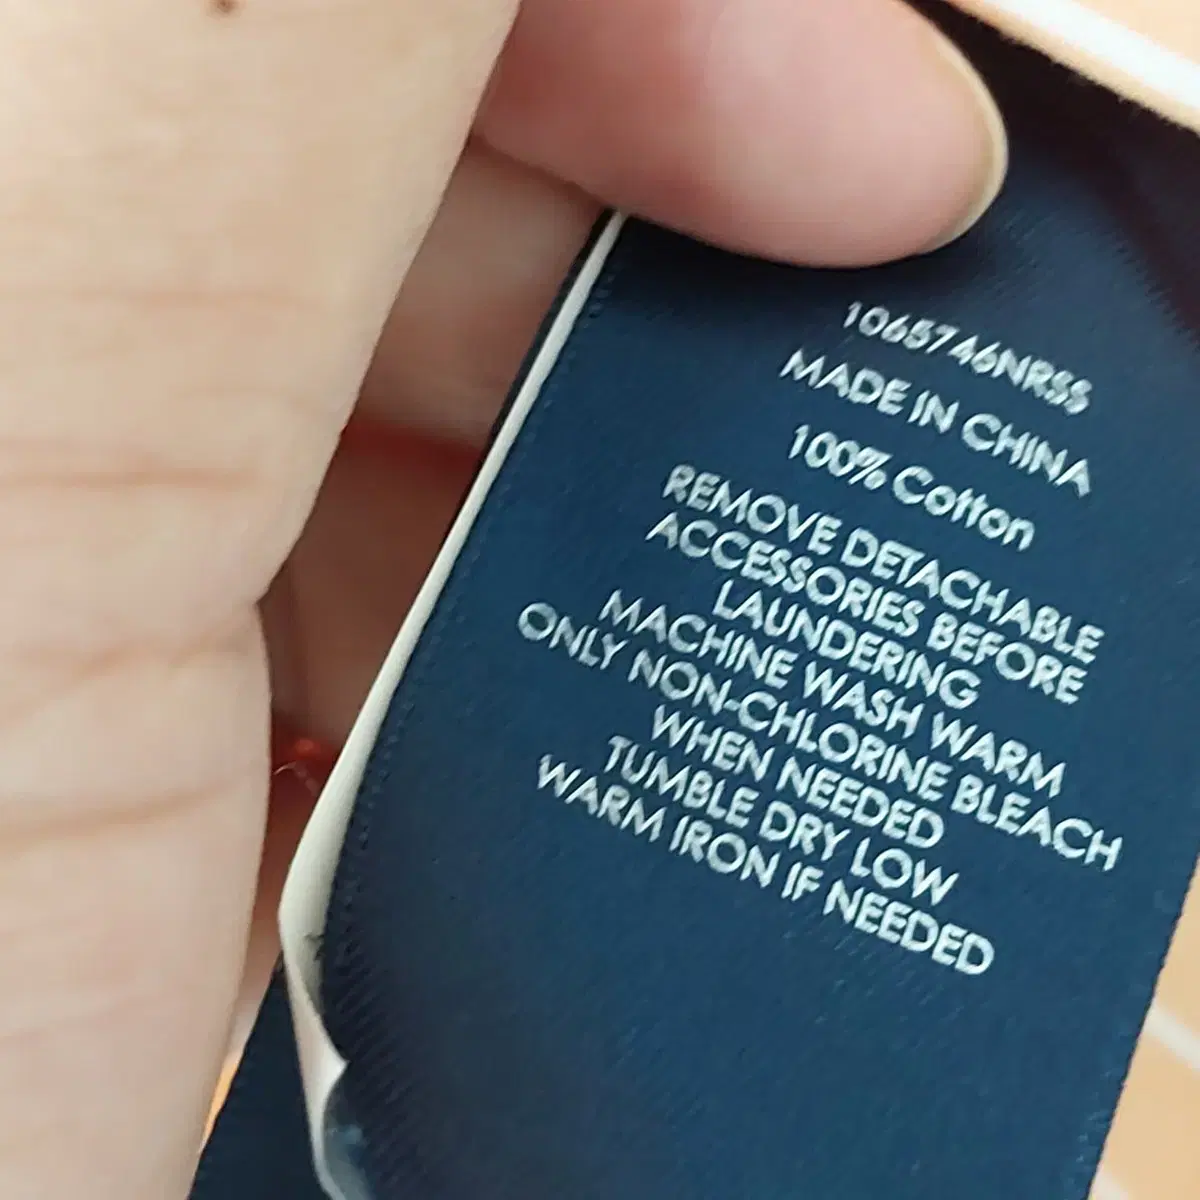 1065746NRSS
MADE IN CHINA
100% Cotton
REMOVE DETACHABLE
ACCESSORIES BEFORE
LAUNDERING
MACHINE WASH WARM
ONLY NON-CHLORINE BLEACH
WHEN NEEDED
TUMBLE DRY LOW
WARM IRON IF NEEDED